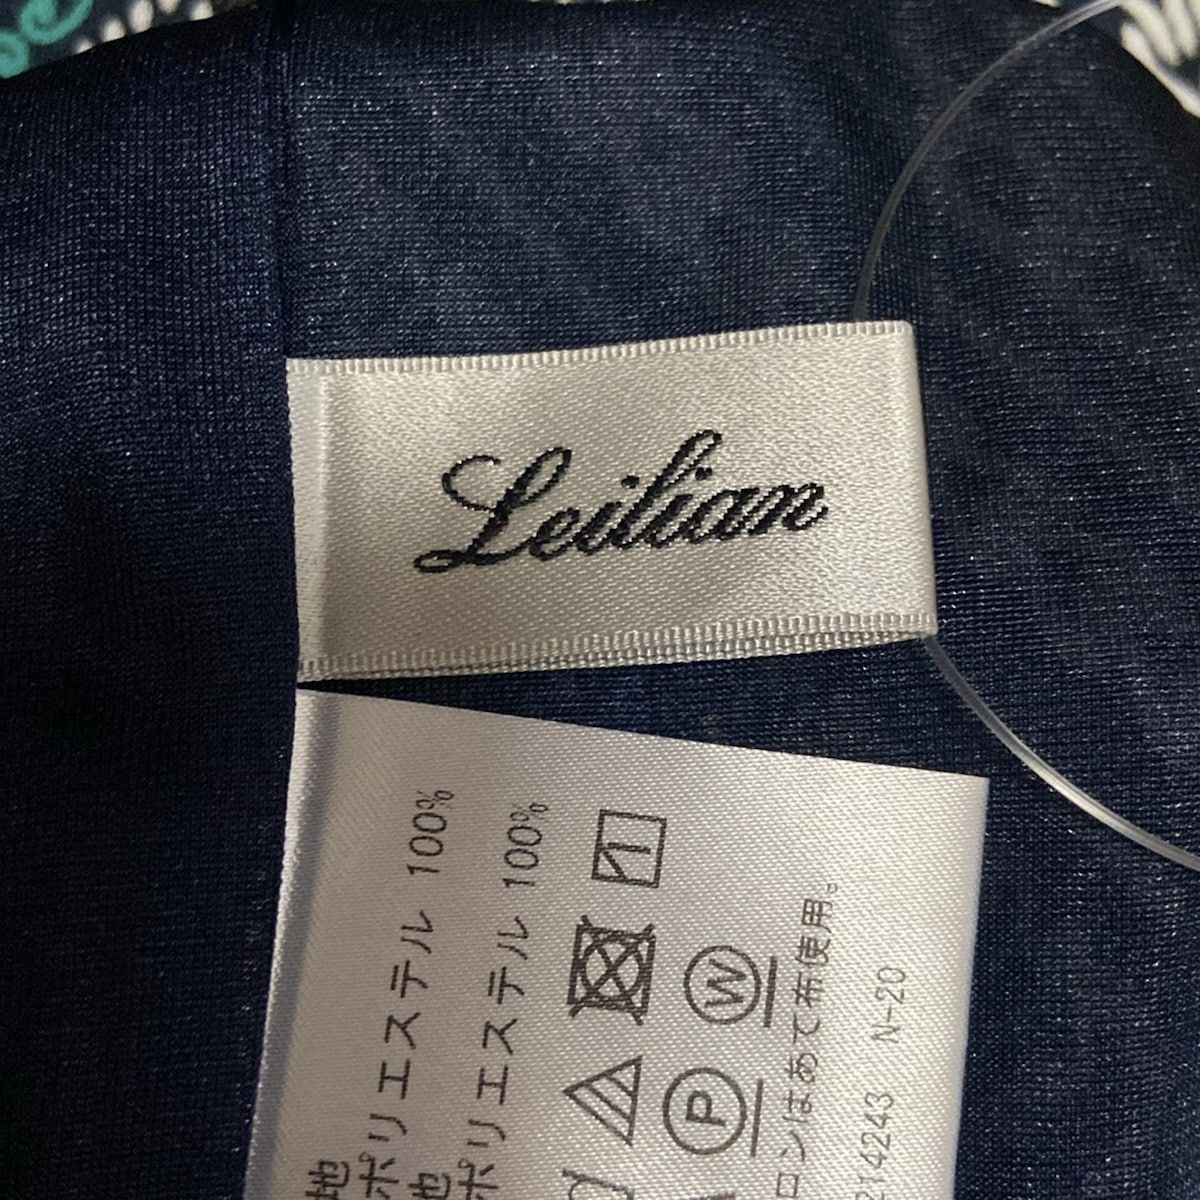 Leilian
地
ポリエステル 100%
地
ポリエステル 100%
P W
ロンはあて布使用。
214243 N-20